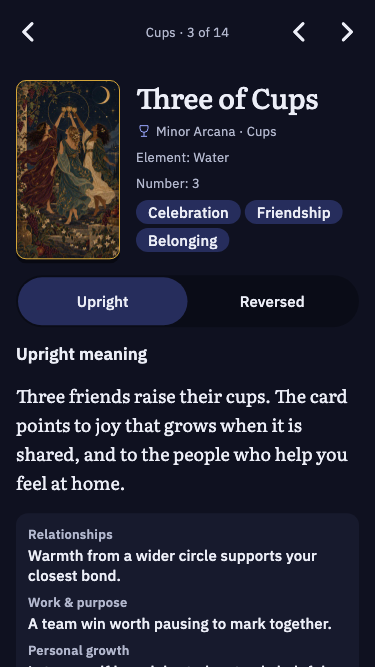 Cups · 3 of 14
Three of Cups
Minor Arcana · Cups
Element: Water
Number: 3
Celebration
Friendship
Belonging
Upright
Reversed
Upright meaning
Three friends raise their cups. The card
points to joy that grows when it is
shared, and to the people who help you
feel at home.
Relationships
Warmth from a wider circle supports your
closest bond.
Work & purpose
A team win worth pausing to mark together.
Personal growth